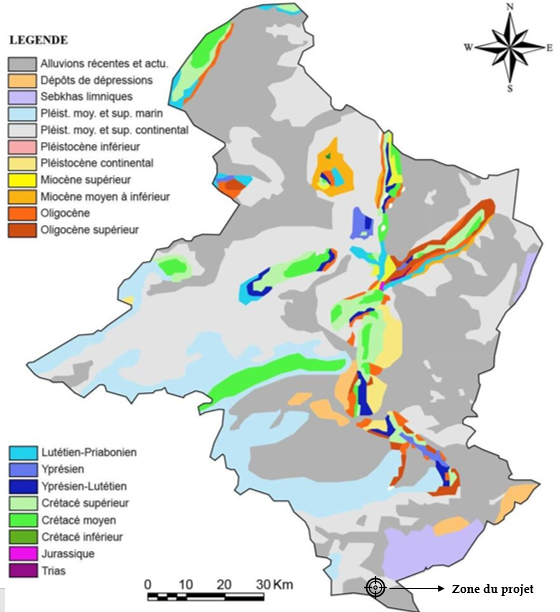 N
W
E
S
LEGENDE
Alluvions récentes et actu.
Dépôts de dépressions
Sebkhas limniques
Pléist. moy. et sup. marin
Pléist. moy. et sup. continental
Pléistocène inférieur
Pléistocène continental
Miocène supérieur
Miocène moyen à inférieur
Oligocène
Oligocène supérieur
Lutétien-Priabonien
Yprésien
Yprésien-Lutétien
Crétacé supérieur
Crétacé moyen
Crétacé inférieur
Jurassique
Trias
0 10 20 30 Km
Zone du projet